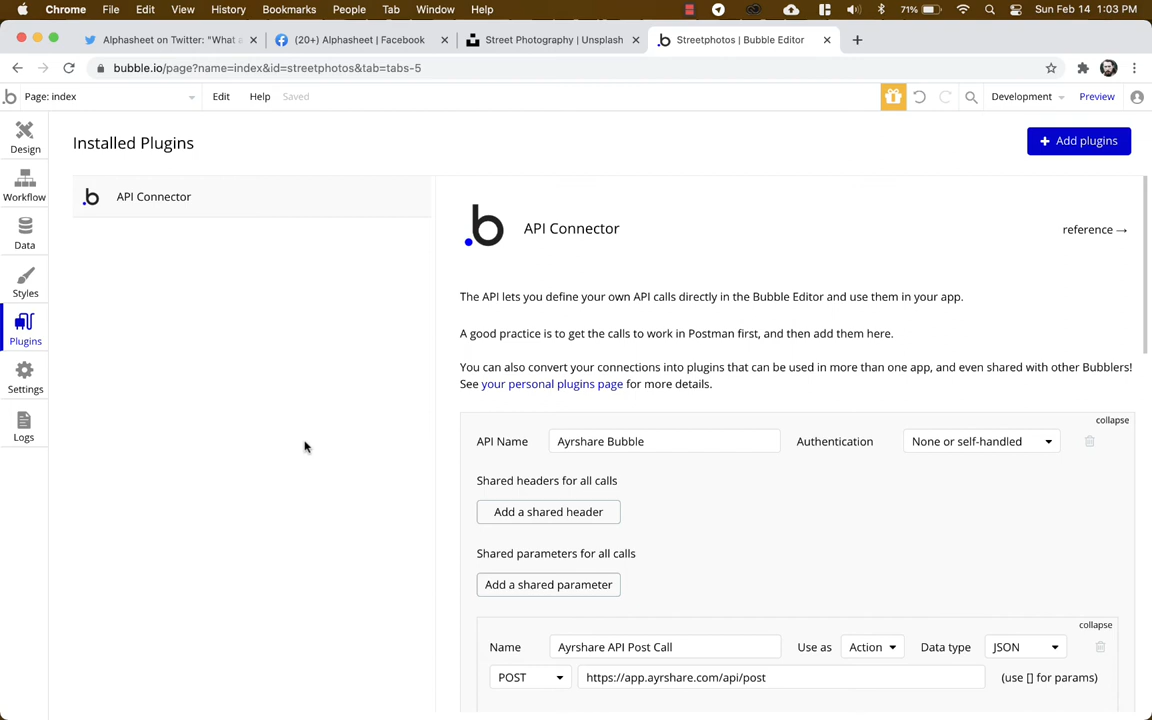 Chrome File Edit View History Bookmarks People Tab Window Help 71% Sun Feb 14 1:03 PM
Alphasheet on Twitter: "What a (20+) Alphasheet | Facebook Street Photography | Unsplash Streetphotos | Bubble Editor
bubble.io/page?name=index&id=streetphotos&tab=tabs-5
Page: index Edit Help Saved Development Preview
Design
Workflow
Data
Styles
Plugins
Settings
Logs
Installed Plugins
+ Add plugins
API Connector
API Connector
reference →
The API lets you define your own API calls directly in the Bubble Editor and use them in your app.
A good practice is to get the calls to work in Postman first, and then add them here.
You can also convert your connections into plugins that can be used in more than one app, and even shared with other Bubblers!
See your personal plugins page for more details.
collapse
API Name Ayrshare Bubble Authentication None or self-handled
Shared headers for all calls
Add a shared header
Shared parameters for all calls
Add a shared parameter
collapse
Name Ayrshare API Post Call Use as Action Data type JSON
POST https://app.ayrshare.com/api/post (use [] for params)